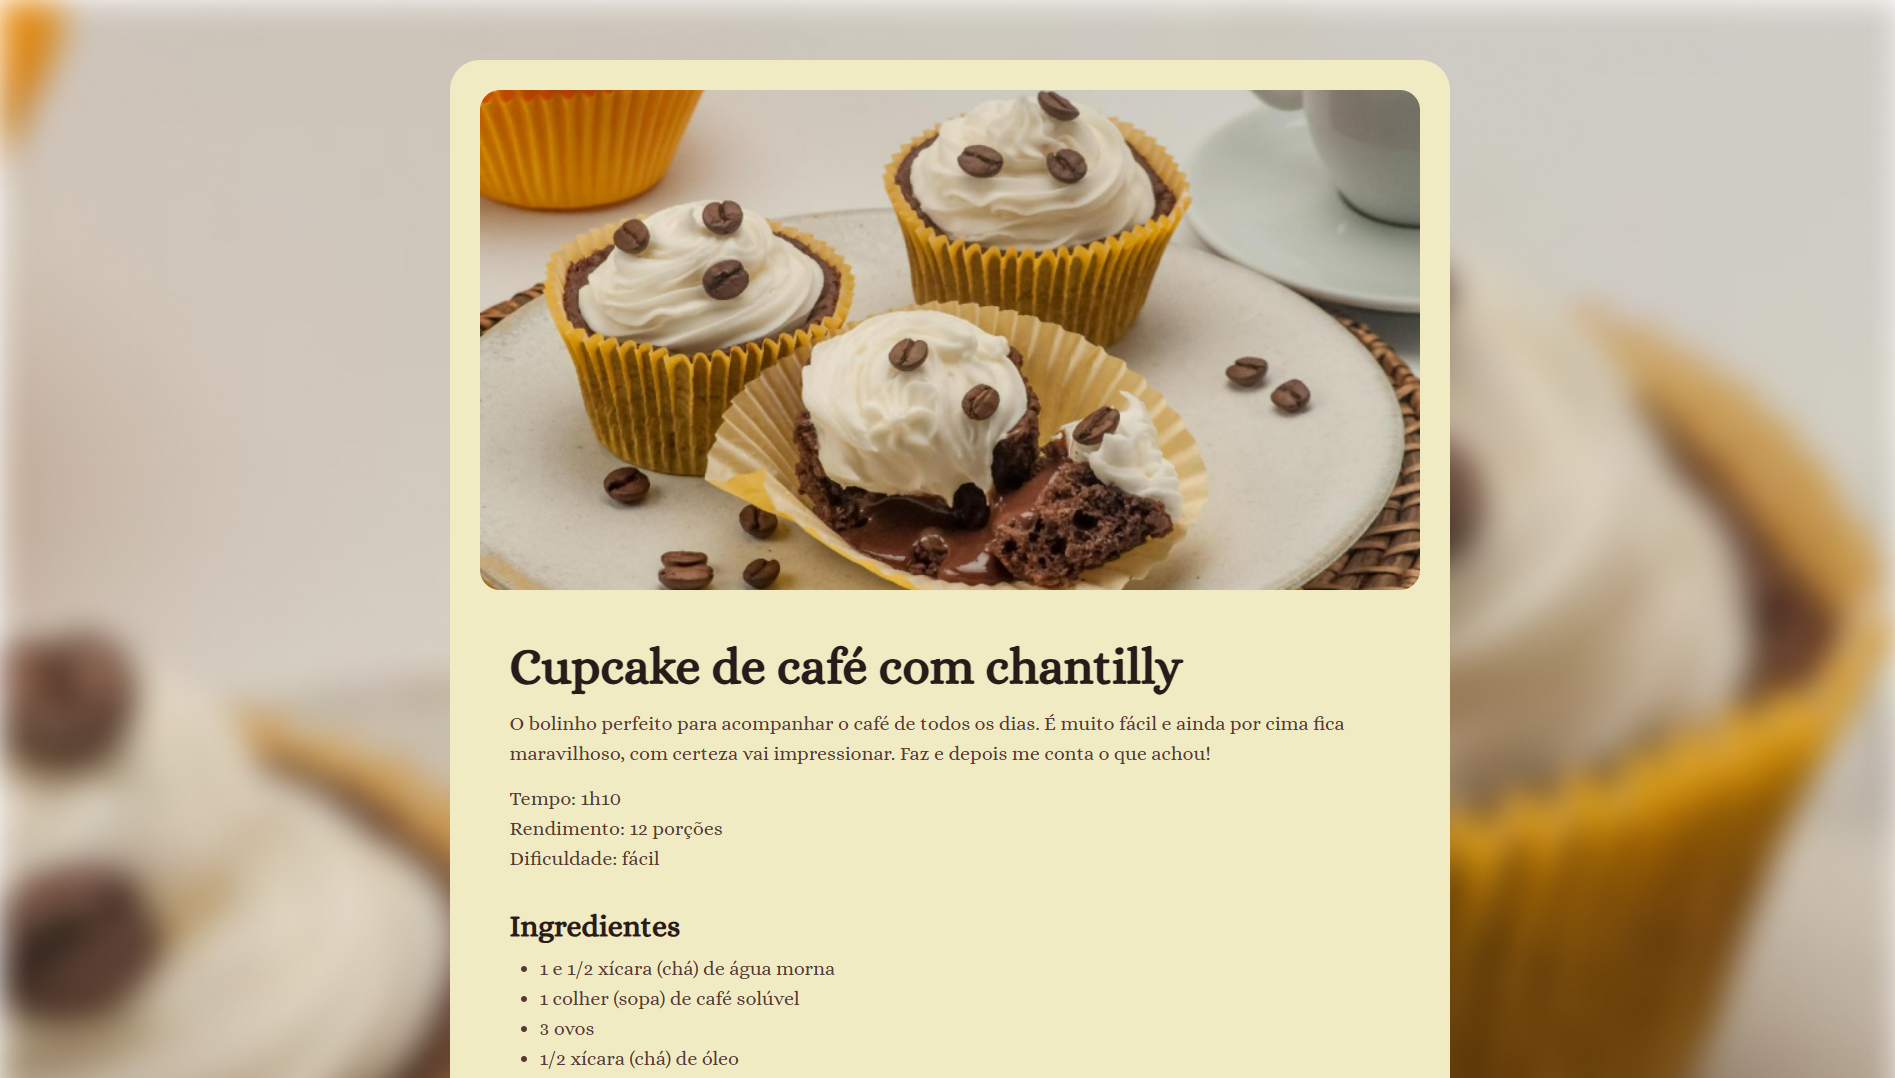 Cupcake de café com chantilly
O bolinho perfeito para acompanhar o café de todos os dias. É muito fácil e ainda por cima fica
maravilhoso, com certeza vai impressionar. Faz e depois me conta o que achou!
Tempo: 1h10
Rendimento: 12 porções
Dificuldade: fácil
Ingredientes
• 1 e 1/2 xícara (chá) de água morna
• 1 colher (sopa) de café solúvel
• 3 ovos
• 1/2 xícara (chá) de óleo